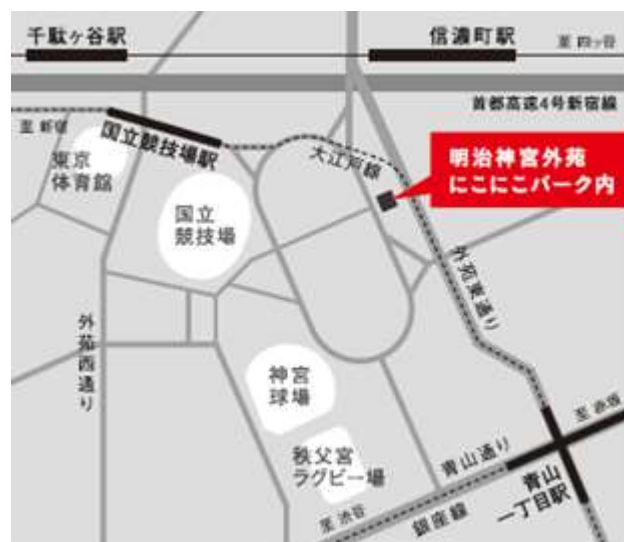 千駄ヶ谷駅
信濃町駅
至 四ッ谷
首都高速4号新宿線
至 新宿
国立競技場駅
大江戸線
明治神宮外苑
にこにこパーク内
東京
体育館
国立
競技場
外苑東通り
外苑西通り
神宮
球場
至 赤坂
秩父宮
ラグビー場
青山通り
青山
一丁目駅
至 渋谷
銀座線